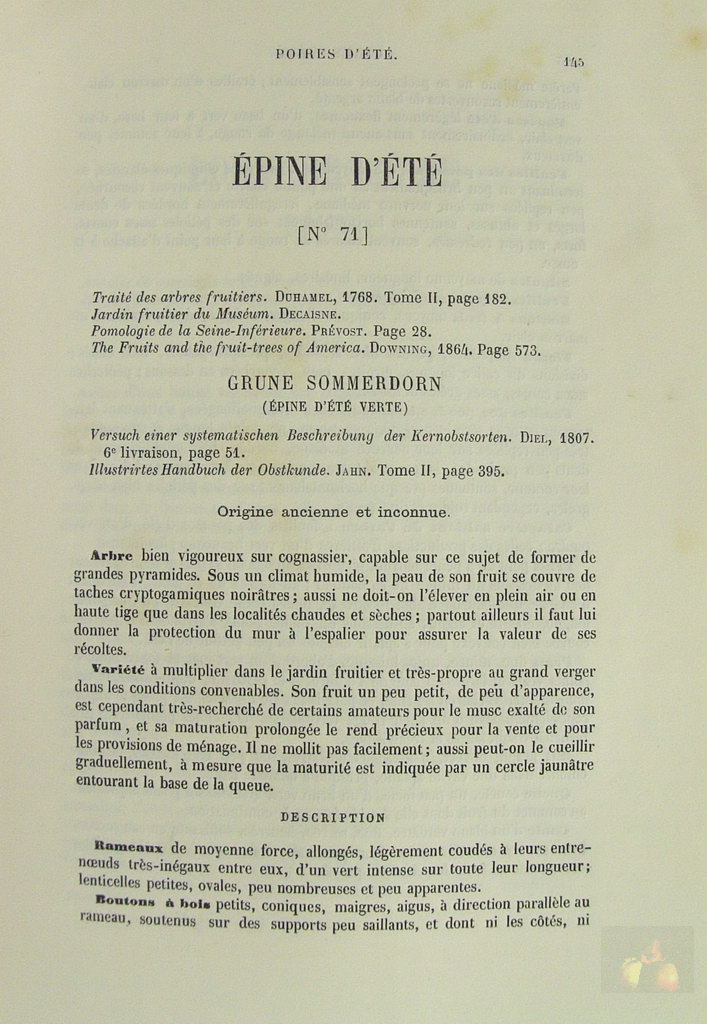 POIRES D'ÉTÉ.
145
ÉPINE D'ÉTÉ
[N° 71]
Traité des arbres fruitiers. DUHAMEL, 1768. Tome II, page 182.
Jardin fruitier du Muséum. DECAISNE.
Pomologie de la Seine-Inférieure. PRÉVOST. Page 28.
The Fruits and the fruit-trees of America. DOWNING, 1864. Page 573.
GRUNE SOMMERDORN
(ÉPINE D'ÉTÉ VERTE)
Versuch einer systematischen Beschreibung der Kernobstsorten. DIEL, 1807.
6e livraison, page 51.
Illustrirtes Handbuch der Obstkunde. JAHN. Tome II, page 395.
Origine ancienne et inconnue.
Arbre bien vigoureux sur cognassier, capable sur ce sujet de former de
grandes pyramides. Sous un climat humide, la peau de son fruit se couvre de
taches cryptogamiques noirâtres; aussi ne doit-on l'élever en plein air ou en
haute tige que dans les localités chaudes et sèches; partout ailleurs il faut lui
donner la protection du mur à l'espalier pour assurer la valeur de ses
récoltes.
Variété à multiplier dans le jardin fruitier et très-propre au grand verger
dans les conditions convenables. Son fruit un peu petit, de peu d'apparence,
est cependant très-recherché de certains amateurs pour le musc exalté de son
parfum, et sa maturation prolongée le rend précieux pour la vente et pour
les provisions de ménage. Il ne mollit pas facilement; aussi peut-on le cueillir
graduellement, à mesure que la maturité est indiquée par un cercle jaunâtre
entourant la base de la queue.
DESCRIPTION
Rameaux de moyenne force, allongés, légèrement coudés à leurs entre-
nœuds très-inégaux entre eux, d'un vert intense sur toute leur longueur;
lenticelles petites, ovales, peu nombreuses et peu apparentes.
Boutons à bois petits, coniques, maigres, aigus, à direction parallèle au
rameau, soutenus sur des supports peu saillants, et dont ni les côtés, ni